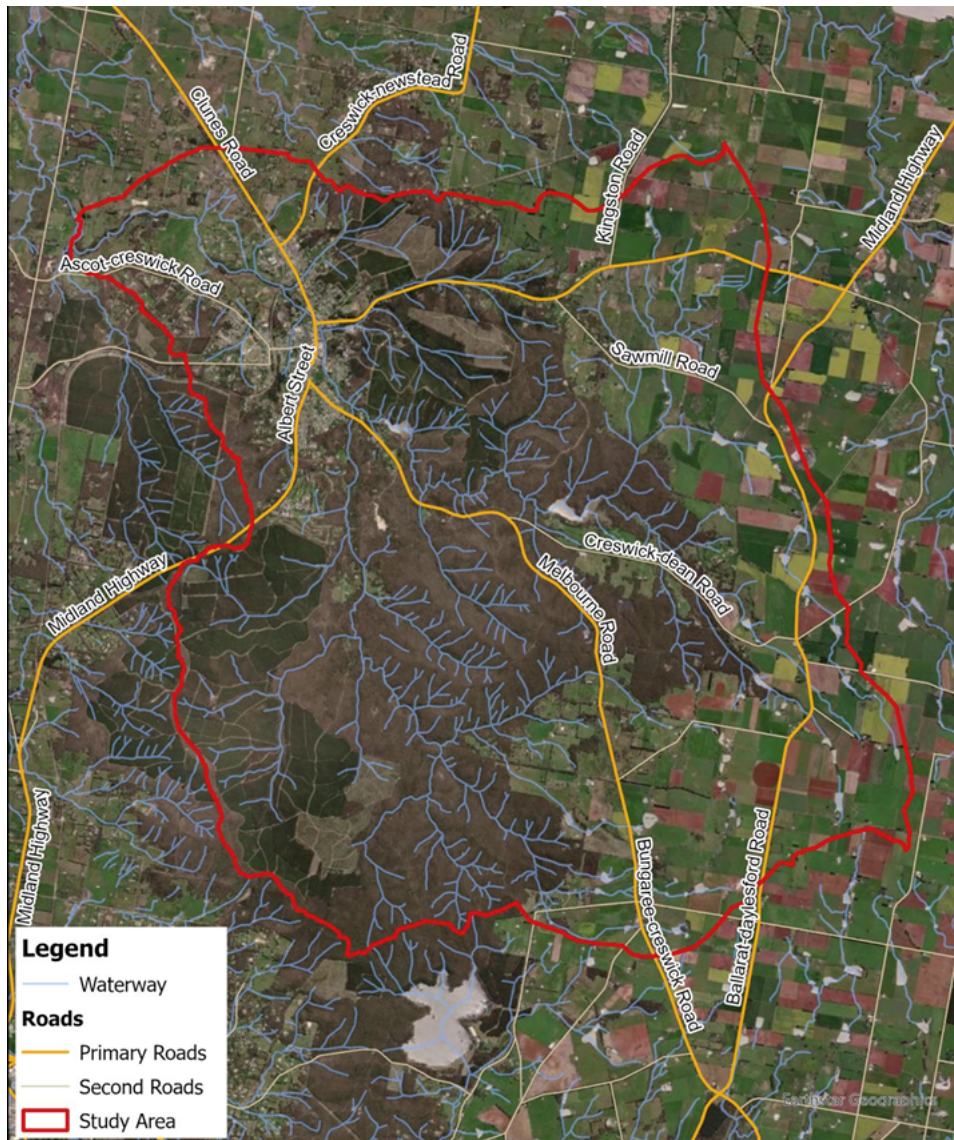 Clunes Road
Creswick-newstead Road
Kingston Road
Midland Highway
Ascot-creswick Road
Sawmill Road
Albert Street
Midland Highway
Creswick-dean Road
Melbourne Road
Midland Highway
Bungaree-creswick Road
Ballarat-daylesford Road
Legend
Waterway
Roads
Primary Roads
Second Roads
Study Area
Earthstar Geographics